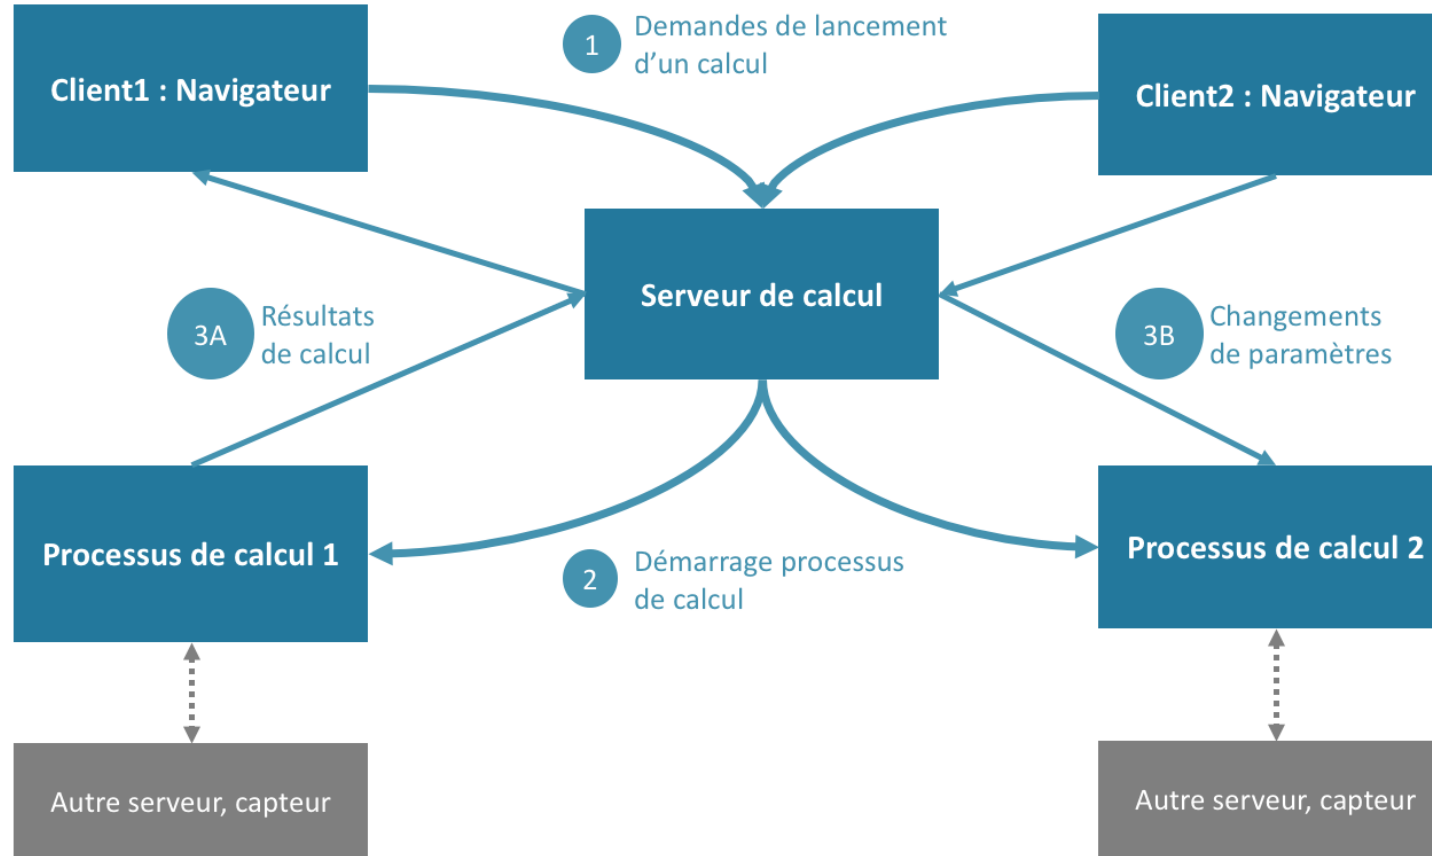 1
Demandes de lancement
d’un calcul
Client1 : Navigateur
Client2 : Navigateur
Serveur de calcul
3A
Résultats
de calcul
3B
Changements
de paramètres
Processus de calcul 1
2
Démarrage processus
de calcul
Processus de calcul 2
Autre serveur, capteur
Autre serveur, capteur